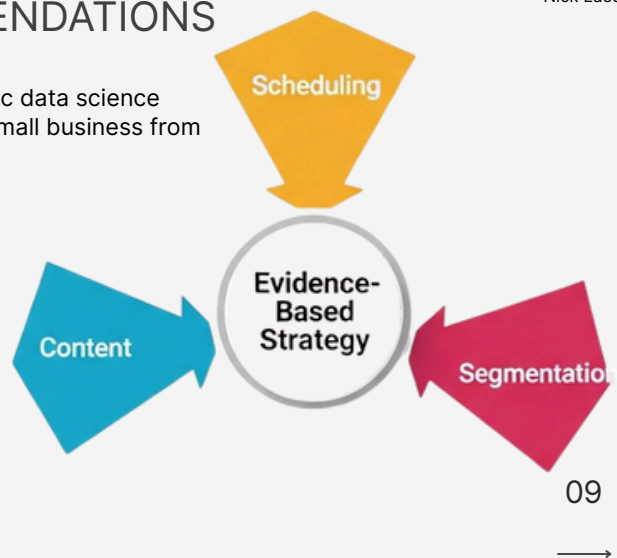 ENDATIONS
Scheduling
c data science
mall business from
Evidence-
Based
Strategy
Content
Segmentatio
09